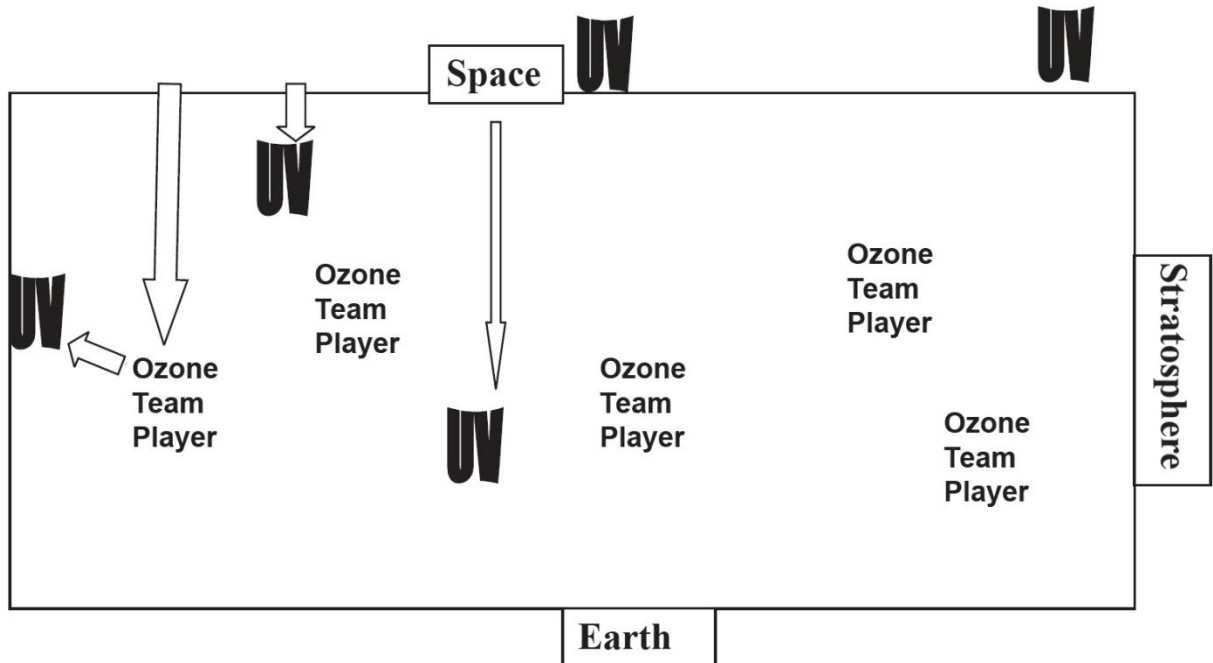 UV
UV
Space
UV
UV
Ozone
Team
Player
Ozone
Team
Player
Stratosphere
UV
Ozone
Team
Player
Ozone
Team
Player
UV
Ozone
Team
Player
Earth